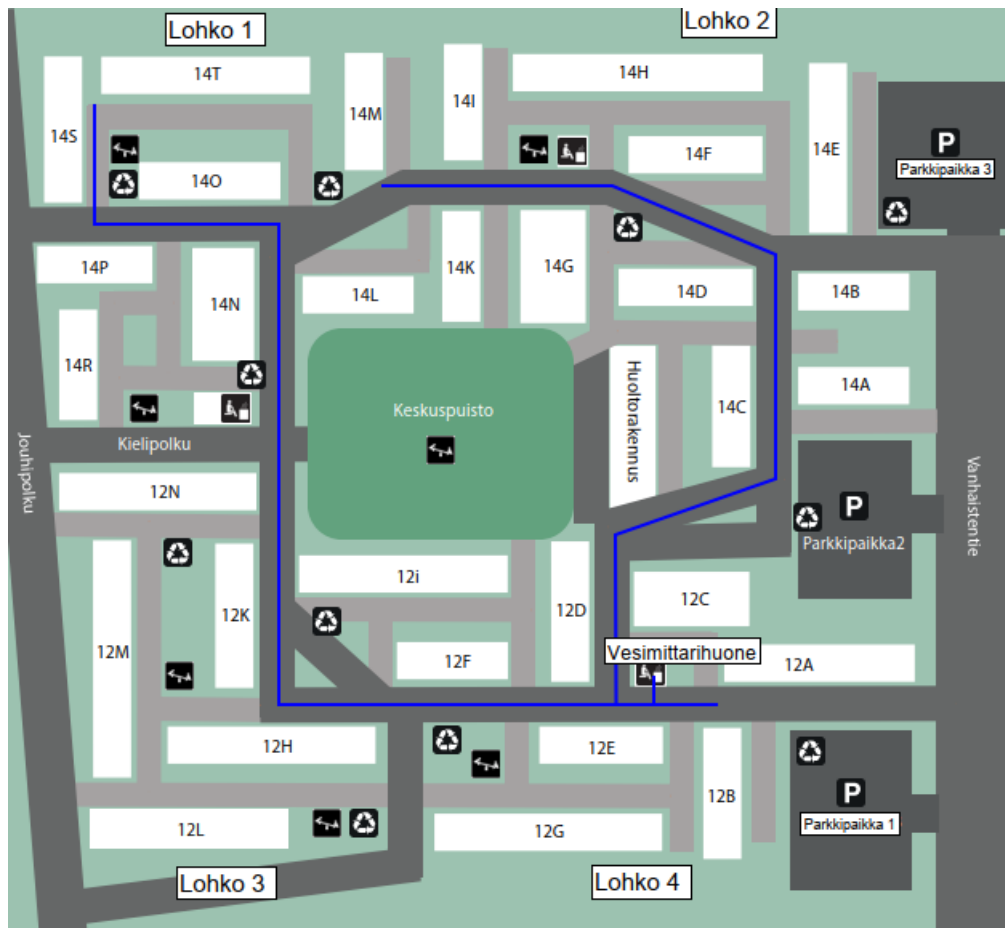 Lohko 1
Lohko 2
14T
14S
14M
14I
14H
14E
P
Parkkipaikka 3
14O
14F
14P
14N
14K
14G
14L
14D
14B
14R
14C
14A
Huoltorakennus
Keskuspuisto
Jouhipolku
Kielipolku
12N
P
Parkkipaikka2
Vanhaistentie
12i
12D
12C
12K
12M
12F
Vesimittarihuone
12A
12H
12E
12B
P
Parkkipaikka 1
12L
12G
Lohko 3
Lohko 4